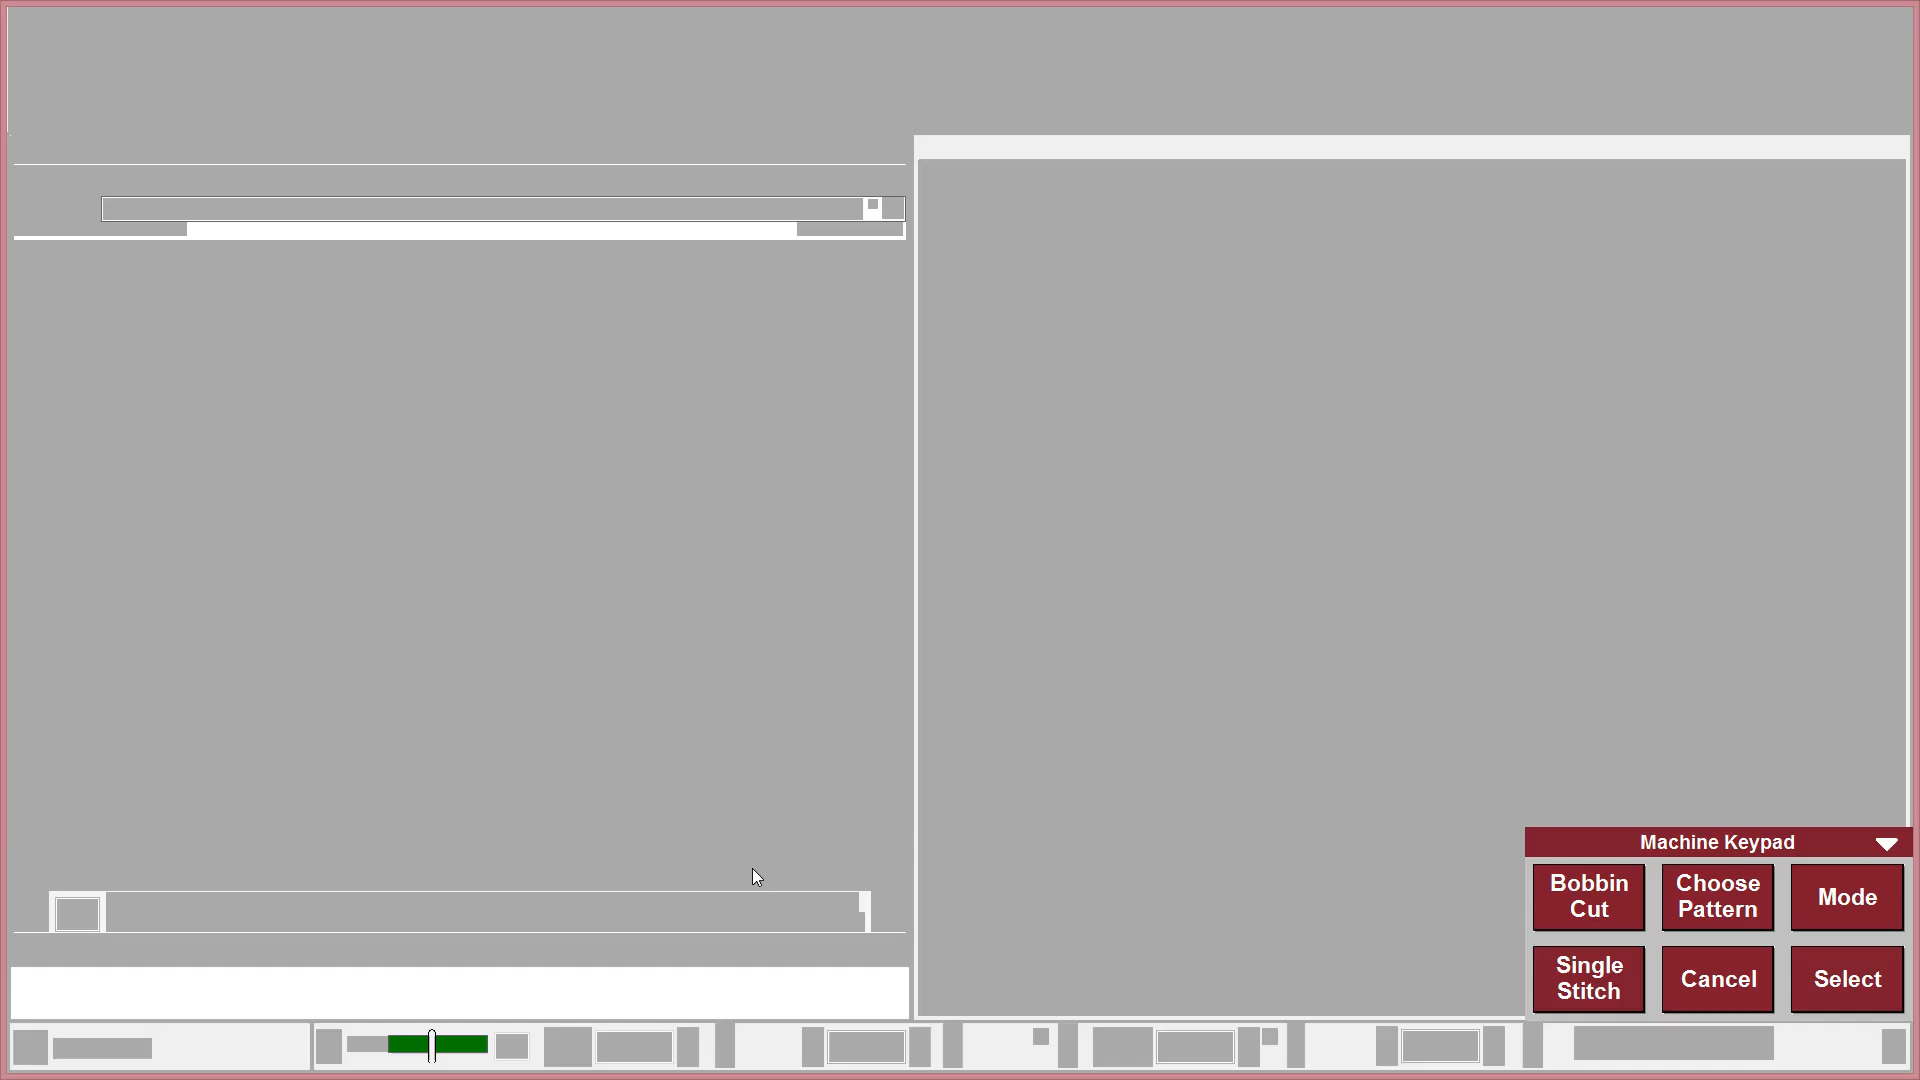 Machine Keypad
Bobbin Cut
Choose Pattern
Mode
Single Stitch
Cancel
Select